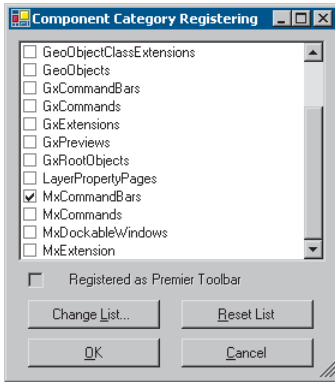 Component Category Registering
GeoObjectClassExtensions
GeoObjects
GxCommandBars
GxCommands
GxExtensions
GxPreviews
GxRootObjects
LayerPropertyPages
MxCommandBars
MxCommands
MxDockableWindows
MxExtension
Registered as Premier Toolbar
Change List... Reset List
OK Cancel